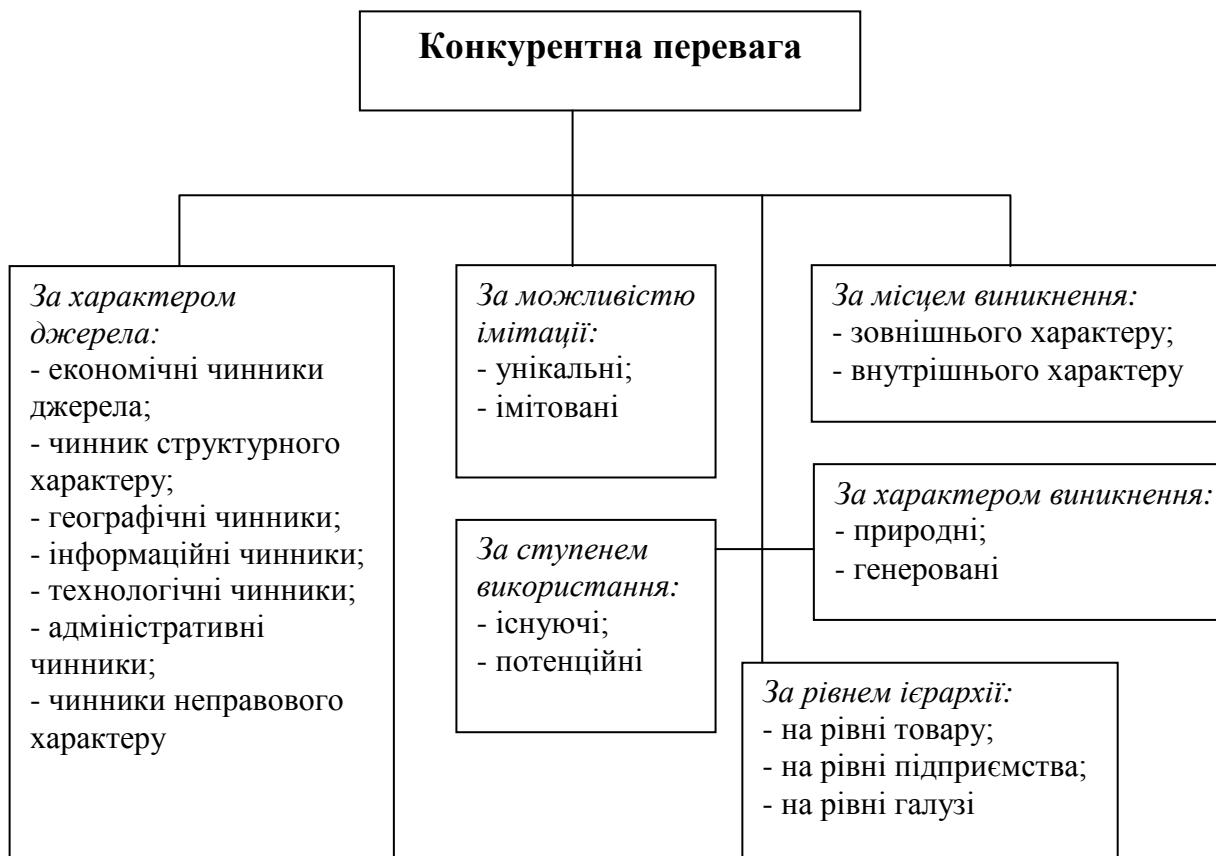 Конкурентна перевага
За характером
джерела:
- економічні чинники
джерела;
- чинник структурного
характеру;
- географічні чинники;
- інформаційні чинники;
- технологічні чинники;
- адміністративні
чинники;
- чинники неправового
характеру
За можливістю
імітації:
- унікальні;
- імітовані
За місцем виникнення:
- зовнішнього характеру;
- внутрішнього характеру
За ступенем
використання:
- існуючі;
- потенційні
За характером виникнення:
- природні;
- генеровані
За рівнем ієрархії:
- на рівні товару;
- на рівні підприємства;
- на рівні галузі